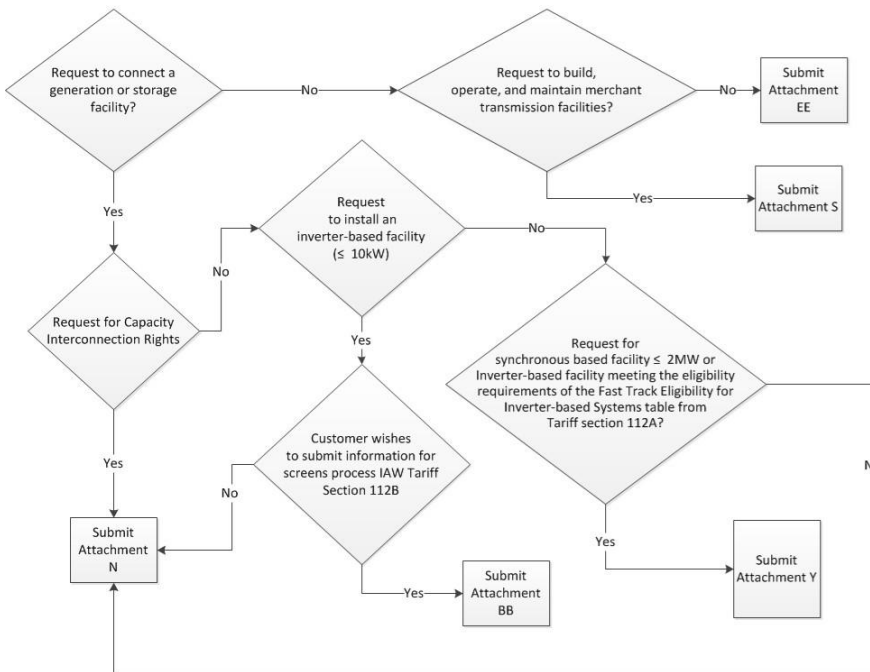 Request to connect a
generation or storage
facility?
No
Request to build,
operate, and maintain merchant
transmission facilities?
No
Submit
Attachment
EE
Yes
Submit
Attachment S
Yes
Request
to install an
inverter-based facility
(≤ 10kW)
No
No
Request for Capacity
Interconnection Rights
Yes
Request for
synchronous based facility ≤ 2MW or
Inverter-based facility meeting the eligibility
requirements of the Fast Track Eligibility for
Inverter-based Systems table from
Tariff section 112A?
Customer wishes
to submit information for
screens process IAW Tariff
Section 112B
Yes
No
Submit
Attachment
N
Yes
Submit
Attachment
BB
Yes
Submit
Attachment Y